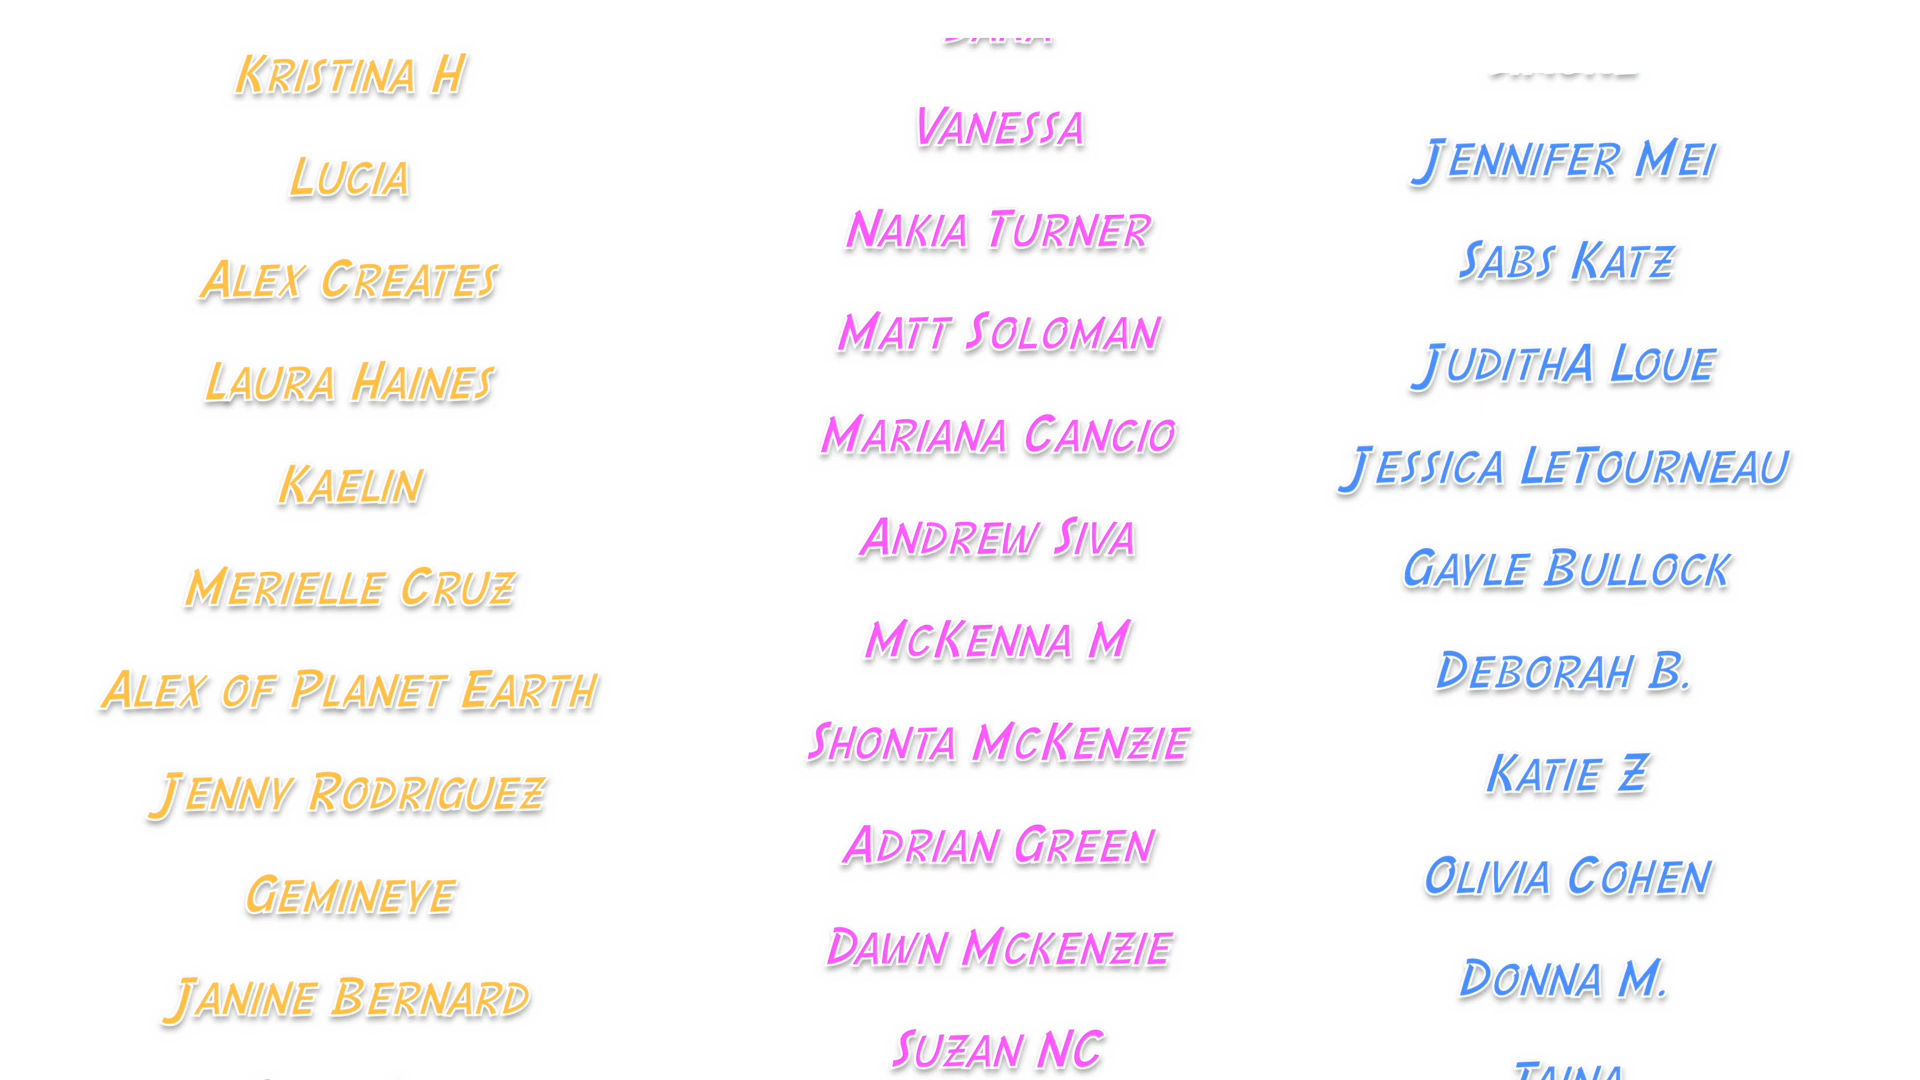 Kristina H
Lucia
Alex Creates
Laura Haines
Kaelin
Merielle Cruz
Alex of Planet Earth
Jenny Rodriguez
Gemineye
Janine Bernard
Vanessa
Nakia Turner
Matt Soloman
Mariana Cancio
Andrew Siva
McKenna M
Shonta McKenzie
Adrian Green
Dawn Mckenzie
Suzan NC
Jennifer Mei
Sabs Katz
JudithA Loue
Jessica LeTourneau
Gayle Bullock
Deborah B.
Katie Z
Olivia Cohen
Donna M.
Taina